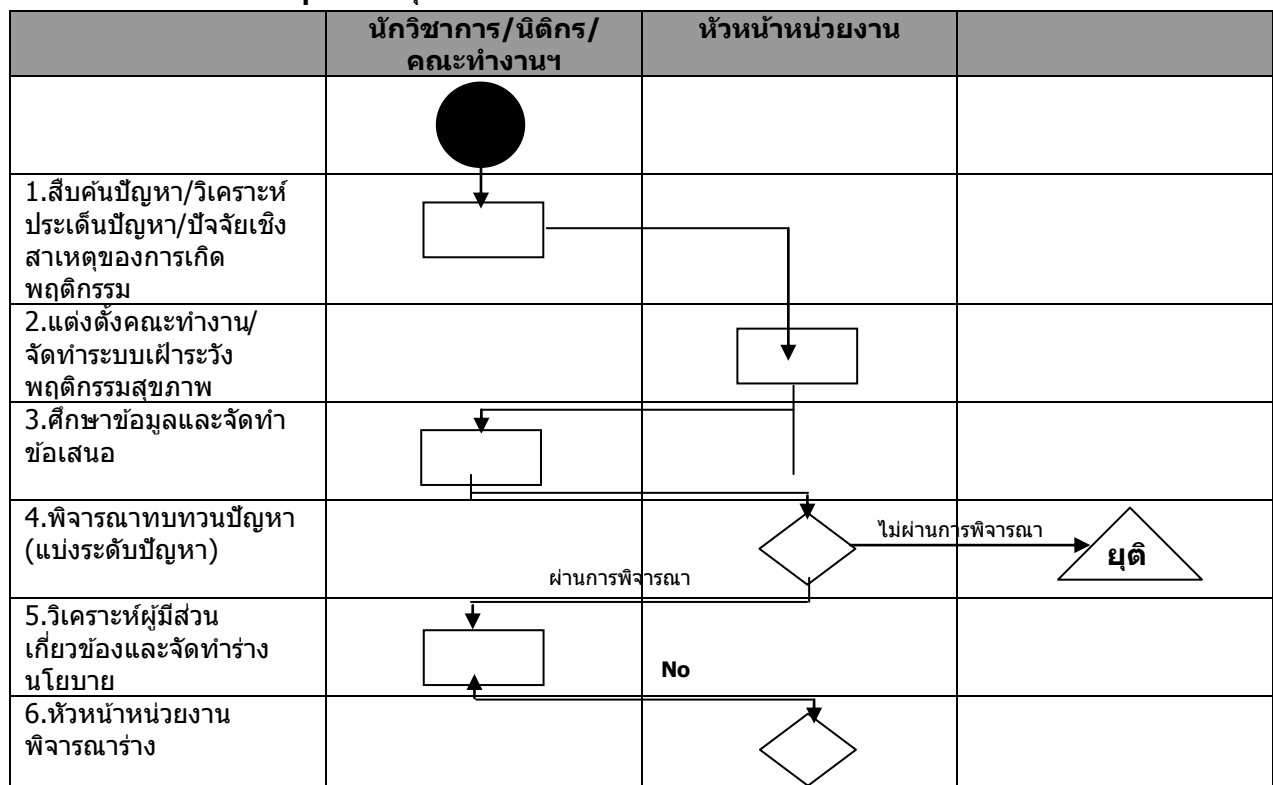 นักวิชาการ/นิติกร/
คณะทำงานฯ
หัวหน้าหน่วยงาน
1.สืบค้นปัญหา/วิเคราะห์
ประเด็นปัญหา/ปัจจัยเชิง
สาเหตุของการเกิด
พฤติกรรม
2.แต่งตั้งคณะทำงาน/
จัดทำระบบเฝ้าระวัง
พฤติกรรมสุขภาพ
3.ศึกษาข้อมูลและจัดทำ
ข้อเสนอ
4.พิจารณาทบทวนปัญหา
(แบ่งระดับปัญหา)
ไม่ผ่านการพิจารณา
ยุติ
ผ่านการพิจารณา
5.วิเคราะห์ผู้มีส่วน
เกี่ยวข้องและจัดทำร่าง
นโยบาย
No
6.หัวหน้าหน่วยงาน
พิจารณาร่าง